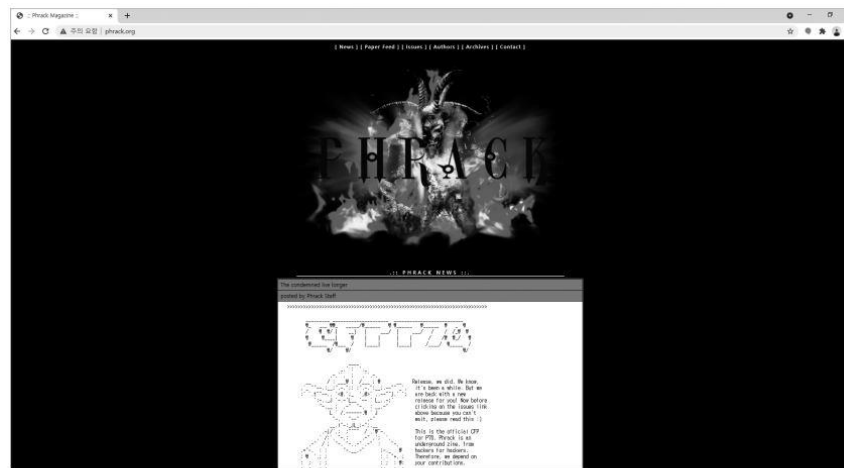 :: Phrack Magazine ::
주의 요함 | phrack.org
[ News ] [ Paper Feed ] [ Issues ] [ Authors ] [ Archives ] [ Contact ]
PHRACK
.:: PHRACK NEWS ::.
The condemned live longer
posted by Phrack Staff
Release, we did. We know,
it's been a while. But we
are back with a new
release for you! Now before
clicking on the issues link
above because you can't
wait, please read this :)
This is the official CFP
for P70. Phrack is an
underground zine, from
hackers for hackers.
Therefore, we depend on
your contributions.